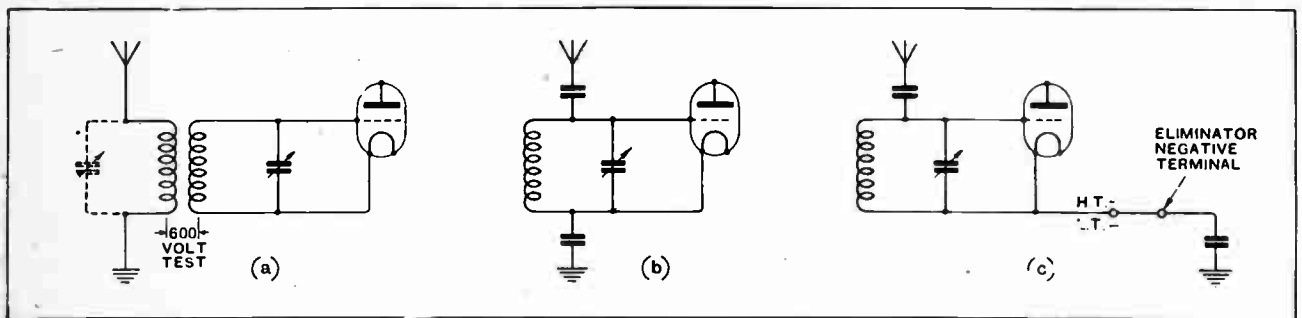 600
VOLT
TEST
(a)
(b)
(c)
H.T.-
L.T.-
ELIMINATOR
NEGATIVE
TERMINAL